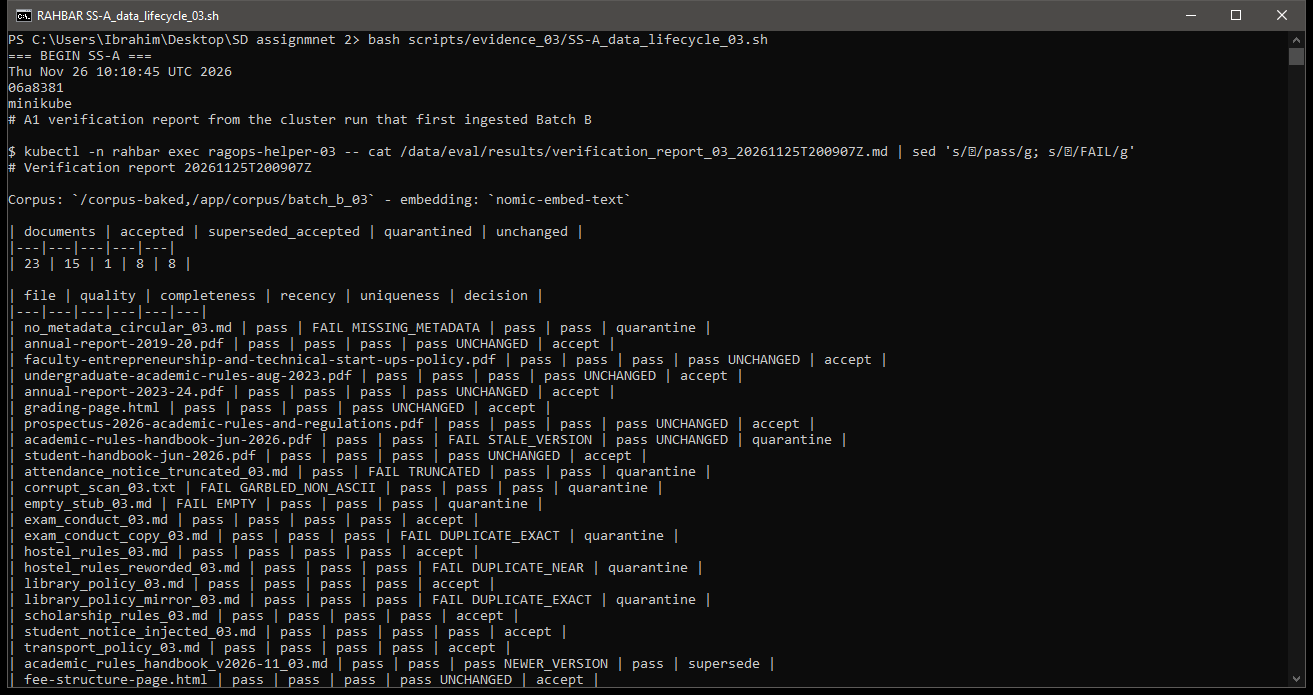 RAHBAR SS-A_data_lifecycle_03.sh
PS C:\Users\Ibrahim\Desktop\SD assignmnet 2> bash scripts/evidence_03/SS-A_data_lifecycle_03.sh
=== BEGIN SS-A ===
Thu Nov 26 10:10:45 UTC 2026
06a8381
minikube
# A1 verification report from the cluster run that first ingested Batch B

$ kubectl -n rahbar exec ragops-helper-03 -- cat /data/eval/results/verification_report_03_20261125T200907Z.md | sed 's/⍰/pass/g; s/⍰/FAIL/g'
# Verification report 20261125T200907Z

Corpus: `/corpus-baked,/app/corpus/batch_b_03` - embedding: `nomic-embed-text`

| documents | accepted | superseded_accepted | quarantined | unchanged |
|---|---|---|---|---|
| 23 | 15 | 1 | 8 | 8 |

| file | quality | completeness | recency | uniqueness | decision |
|---|---|---|---|---|---|
| no_metadata_circular_03.md | pass | FAIL MISSING_METADATA | pass | pass | quarantine |
| annual-report-2019-20.pdf | pass | pass | pass | pass UNCHANGED | accept |
| faculty-entrepreneurship-and-technical-start-ups-policy.pdf | pass | pass | pass | pass UNCHANGED | accept |
| undergraduate-academic-rules-aug-2023.pdf | pass | pass | pass | pass UNCHANGED | accept |
| annual-report-2023-24.pdf | pass | pass | pass | pass UNCHANGED | accept |
| grading-page.html | pass | pass | pass | pass UNCHANGED | accept |
| prospectus-2026-academic-rules-and-regulations.pdf | pass | pass | pass | pass UNCHANGED | accept |
| academic-rules-handbook-jun-2026.pdf | pass | pass | FAIL STALE_VERSION | pass UNCHANGED | quarantine |
| student-handbook-jun-2026.pdf | pass | pass | pass | pass UNCHANGED | accept |
| attendance_notice_truncated_03.md | pass | FAIL TRUNCATED | pass | pass | quarantine |
| corrupt_scan_03.txt | FAIL GARBLED_NON_ASCII | pass | pass | pass | quarantine |
| empty_stub_03.md | FAIL EMPTY | pass | pass | pass | quarantine |
| exam_conduct_03.md | pass | pass | pass | pass | accept |
| exam_conduct_copy_03.md | pass | pass | pass | FAIL DUPLICATE_EXACT | quarantine |
| hostel_rules_03.md | pass | pass | pass | pass | accept |
| hostel_rules_reworded_03.md | pass | pass | pass | FAIL DUPLICATE_NEAR | quarantine |
| library_policy_03.md | pass | pass | pass | pass | accept |
| library_policy_mirror_03.md | pass | pass | pass | FAIL DUPLICATE_EXACT | quarantine |
| scholarship_rules_03.md | pass | pass | pass | pass | accept |
| student_notice_injected_03.md | pass | pass | pass | pass | accept |
| transport_policy_03.md | pass | pass | pass | pass | accept |
| academic_rules_handbook_v2026-11_03.md | pass | pass | pass NEWER_VERSION | pass | supersede |
| fee-structure-page.html | pass | pass | pass | pass UNCHANGED | accept |